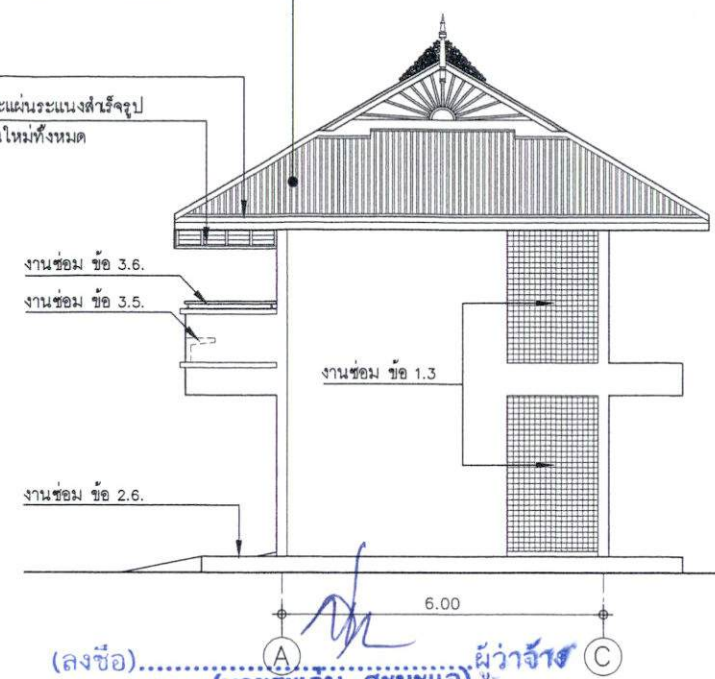 ะแผ่นระแนงสำเร็จรูป
นใหม่ทั้งหมด
งานซ่อม ข้อ 3.6.
งานซ่อม ข้อ 3.5.
งานซ่อม ข้อ 1.3
งานซ่อม ข้อ 2.6.
6.00
A
C
(ลงชื่อ)..............................ผู้ว่าจ้าง